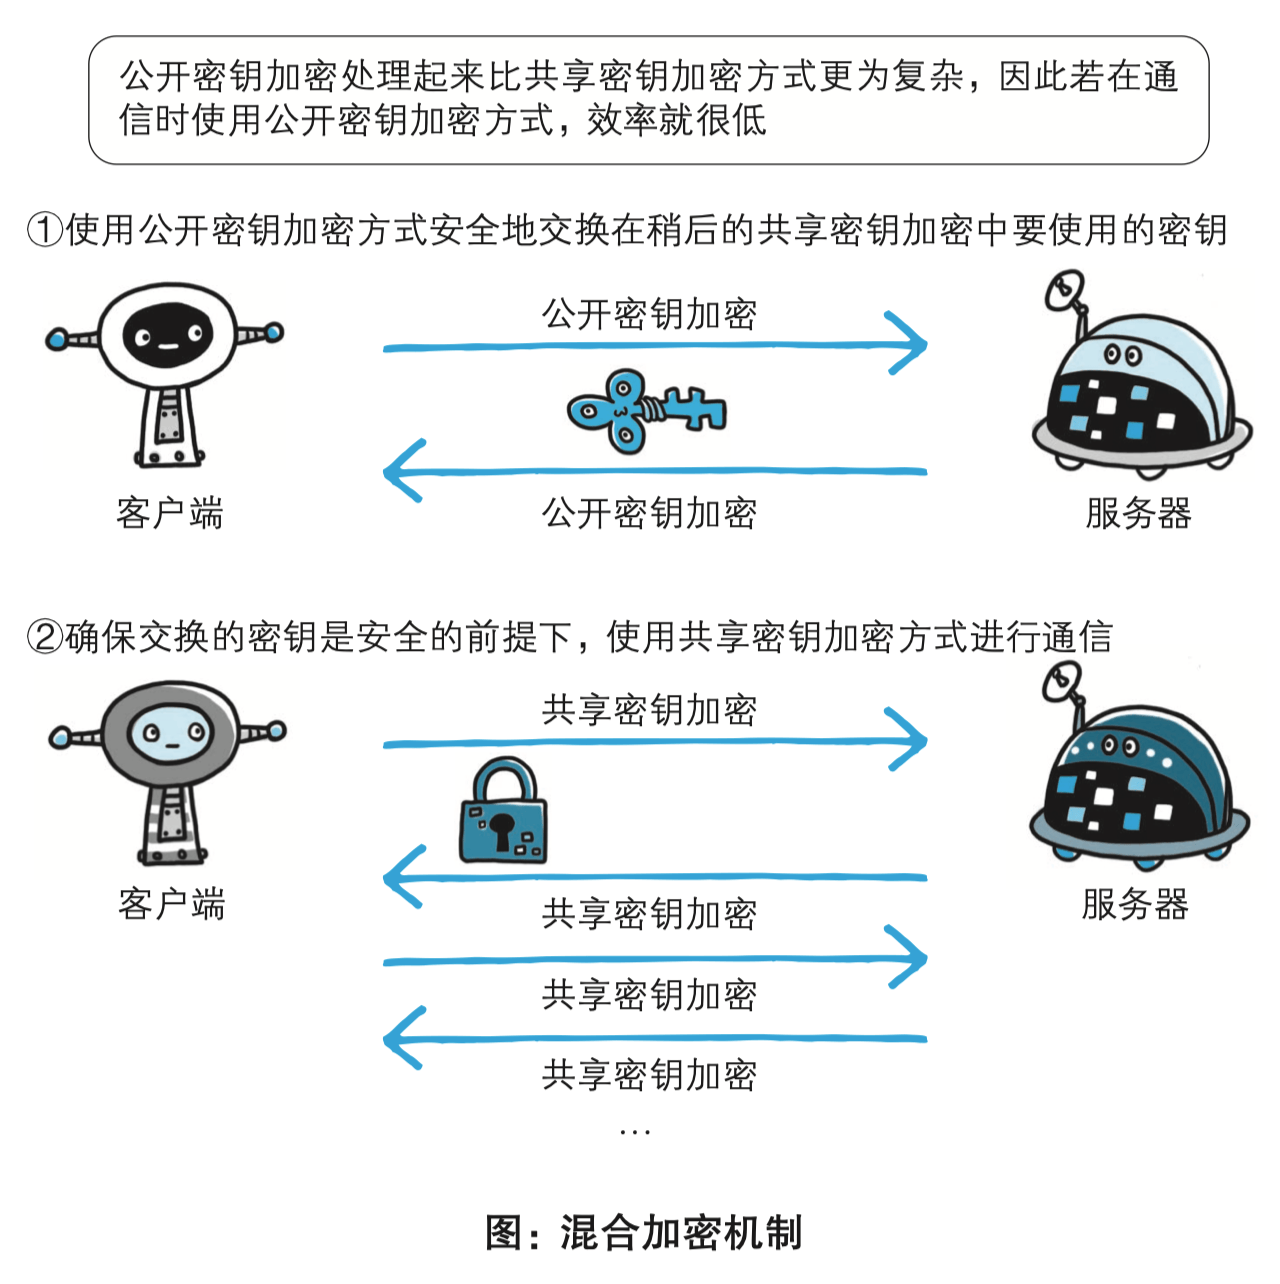 公开密钥加密处理起来比共享密钥加密方式更为复杂，因此若在通
信时使用公开密钥加密方式，效率就很低
①使用公开密钥加密方式安全地交换在稍后的共享密钥加密中要使用的密钥
公开密钥加密
公开密钥加密
客户端
服务器
②确保交换的密钥是安全的前提下，使用共享密钥加密方式进行通信
共享密钥加密
客户端
服务器
共享密钥加密
共享密钥加密
共享密钥加密
…
图：混合加密机制